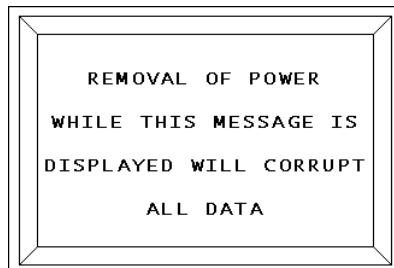 REMOVAL OF POWER
WHILE THIS MESSAGE IS
DISPLAYED WILL CORRUPT
ALL DATA